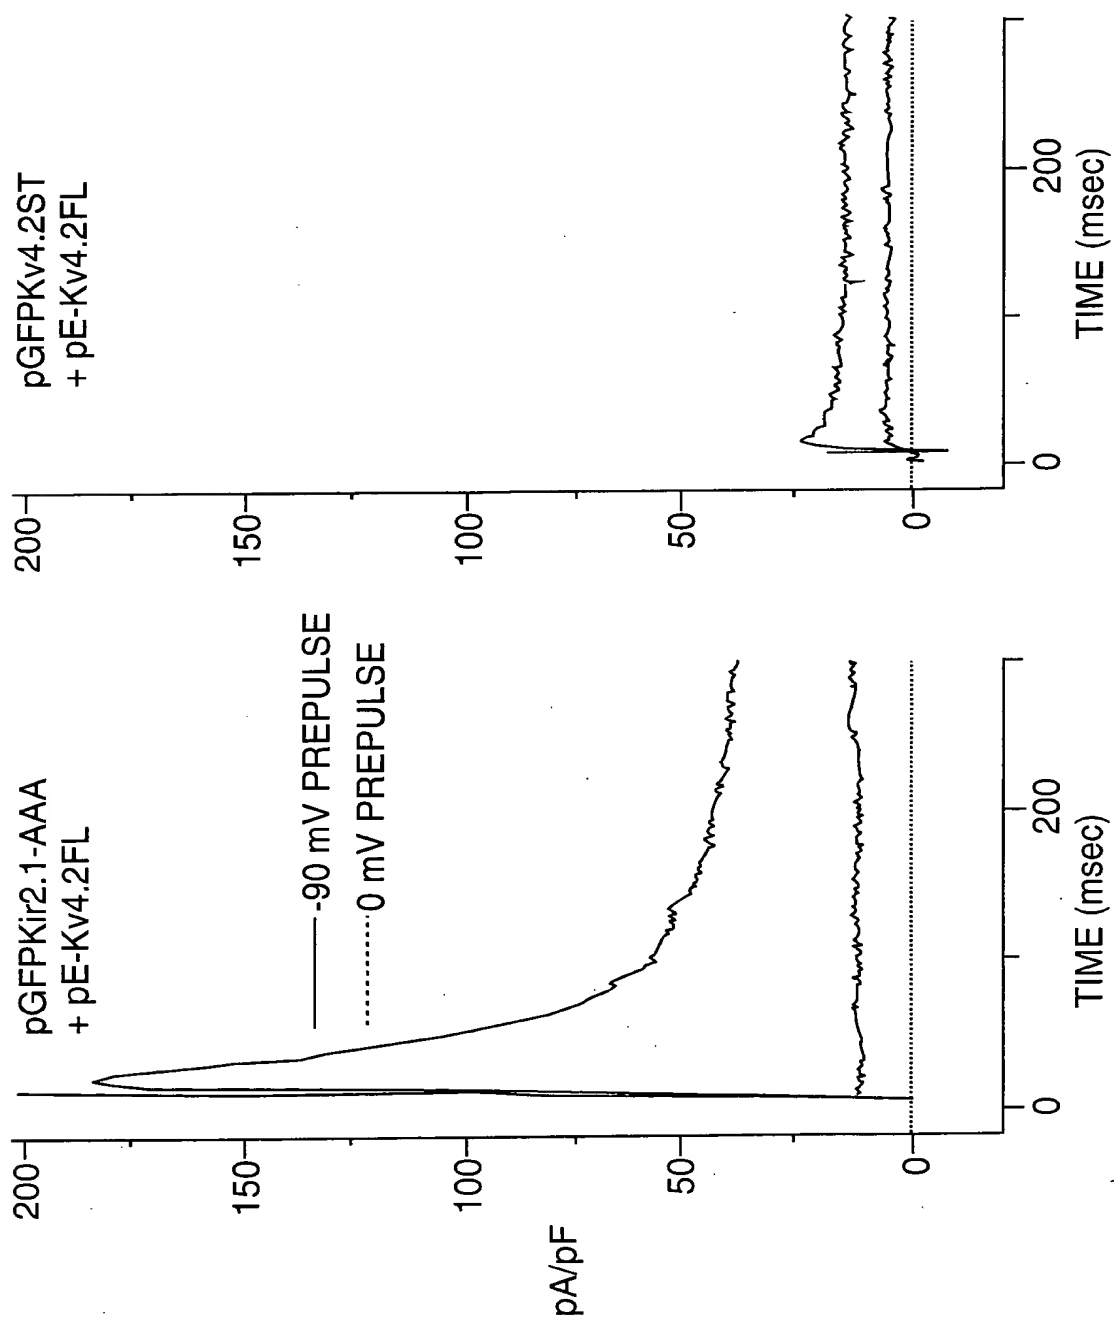 pGFPKir2.1-AAA
+ pE-Kv4.2FL
-90 mV PREPULSE
0 mV PREPULSE
200
150
100
50
0
pA/pF
0
200
TIME (msec)
pGFPKv4.2ST
+ pE-Kv4.2FL
200
150
100
50
0
0
200
TIME (msec)